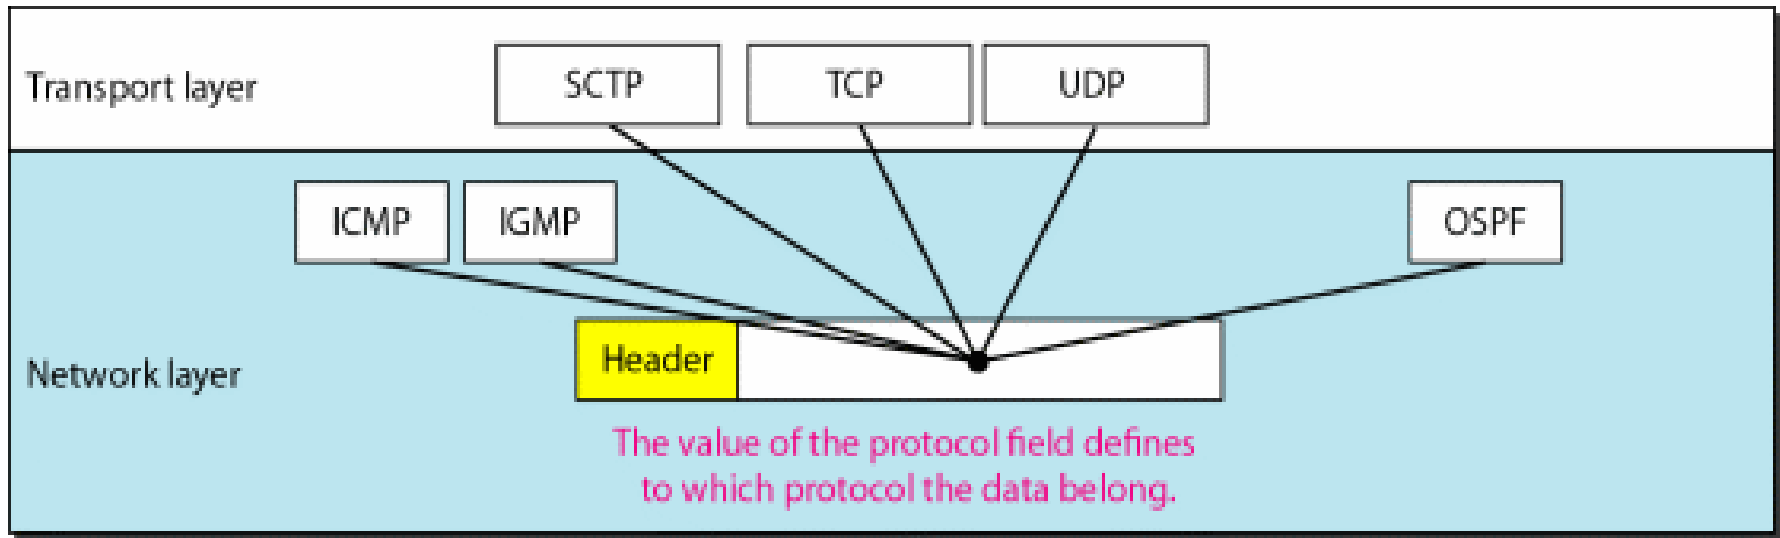 Transport layer
SCTP
TCP
UDP
ICMP
IGMP
OSPF
Network layer
Header
The value of the protocol field defines
to which protocol the data belong.